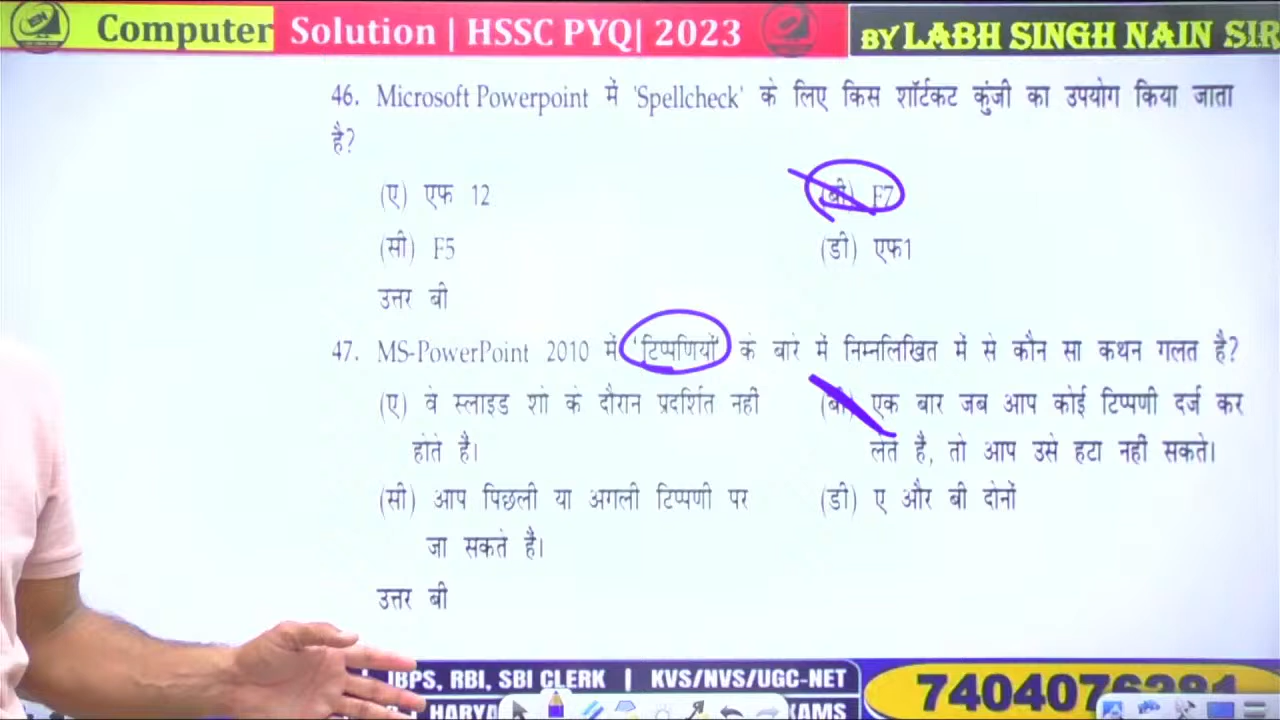 Computer Solution | HSSC PYQ| 2023
BY LABH SINGH NAIN SIR
46. Microsoft Powerpoint में 'Spellcheck' के लिए किस शॉर्टकट कुंजी का उपयोग किया जाता
है?
(ए) एफ 12
(बी) F7
(सी) F5
(डी) एफ1
उत्तर बी
47. MS-PowerPoint 2010 में 'टिप्पणियों' के बारे में निम्नलिखित में से कौन सा कथन गलत है?
(ए) वे स्लाइड शो के दौरान प्रदर्शित नहीं
होते है।
(बी) एक बार जब आप कोई टिप्पणी दर्ज कर
लेते है, तो आप उसे हटा नहीं सकते।
(सी) आप पिछली या अगली टिप्पणी पर
जा सकते है।
(डी) ए और बी दोनों
उत्तर बी
IBPS, RBI, SBI CLERK | KVS/NVS/UGC-NET
7404076281